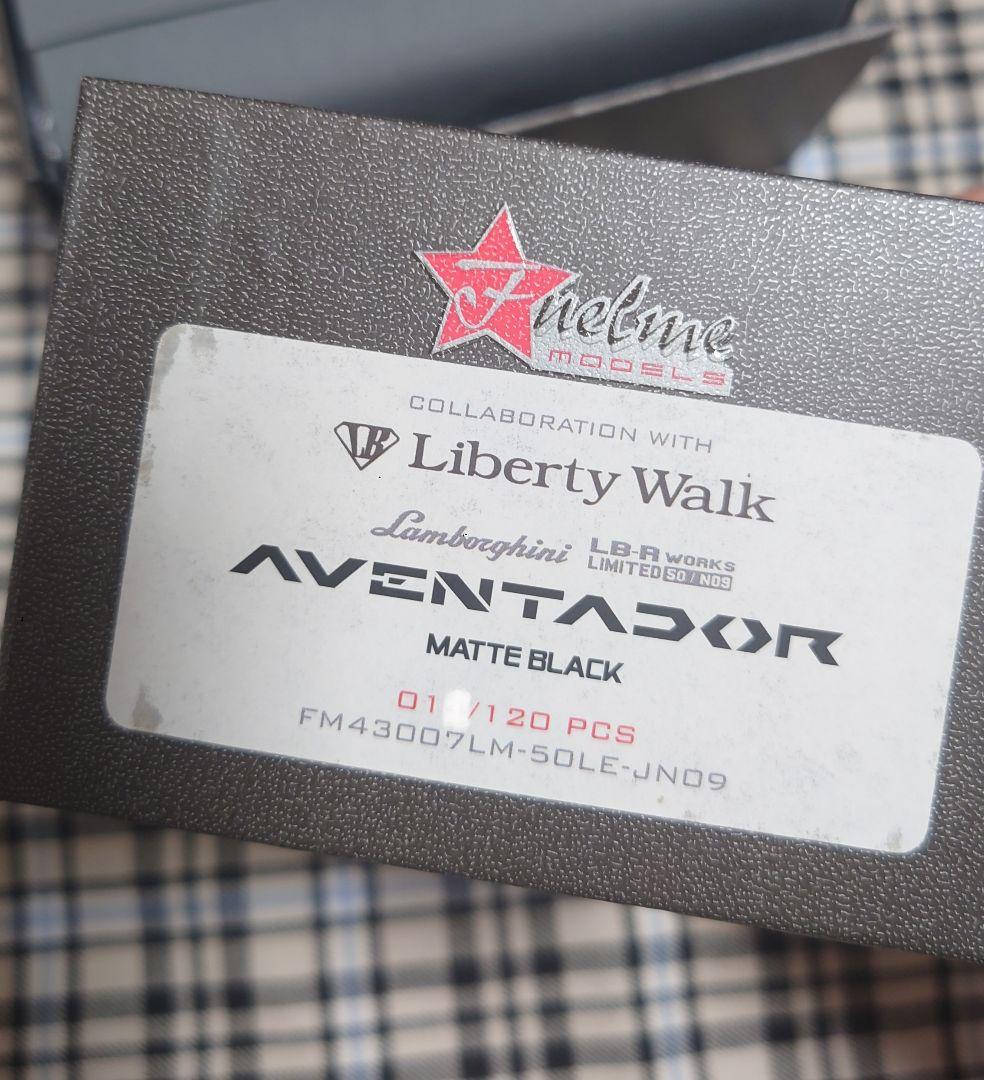 Fuelme
MODELS
COLLABORATION WITH
LB Liberty Walk
Lamborghini LB-R WORKS
LIMITED 50/N09
AVENTADOR
MATTE BLACK
/120 PCS
FM43007LM-50LE-JN09